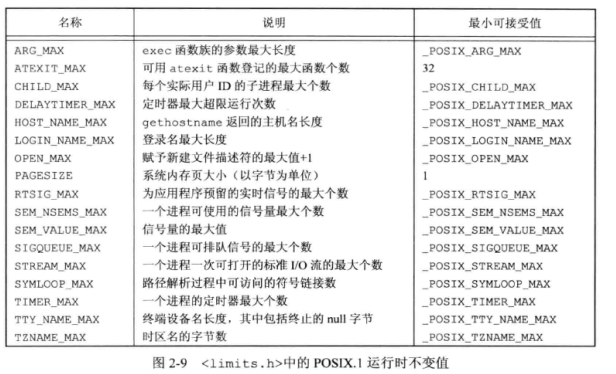 名称 说明 最小可接受值
ARG_MAX exec 函数族的参数最大长度 _POSIX_ARG_MAX
ATEXIT_MAX 可用 atexit 函数登记的最大函数个数 32
CHILD_MAX 每个实际用户 ID 的子进程最大个数 _POSIX_CHILD_MAX
DELAYTIMER_MAX 定时器最大超限运行次数 _POSIX_DELAYTIMER_MAX
HOST_NAME_MAX gethostname 返回的主机名长度 _POSIX_HOST_NAME_MAX
LOGIN_NAME_MAX 登录名最大长度 _POSIX_LOGIN_NAME_MAX
OPEN_MAX 赋予新建文件描述符的最大值+1 _POSIX_OPEN_MAX
PAGESIZE 系统内存页大小（以字节为单位） 1
RTSIG_MAX 为应用程序预留的实时信号的最大个数 _POSIX_RTSIG_MAX
SEM_NSEMS_MAX 一个进程可使用的信号量最大个数 _POSIX_SEM_NSEMS_MAX
SEM_VALUE_MAX 信号量的最大值 _POSIX_SEM_VALUE_MAX
SIGQUEUE_MAX 一个进程可排队信号的最大个数 _POSIX_SIGQUEUE_MAX
STREAM_MAX 一个进程一次可打开的标准 I/O 流的最大个数 _POSIX_STREAM_MAX
SYMLOOP_MAX 路径解析过程中可访问的符号链接数 _POSIX_SYMLOOP_MAX
TIMER_MAX 一个进程的定时器最大个数 _POSIX_TIMER_MAX
TTY_NAME_MAX 终端设备名长度，其中包括终止的 null 字节 _POSIX_TTY_NAME_MAX
TZNAME_MAX 时区名的字节数 _POSIX_TZNAME_MAX
图 2-9 <limits.h>中的 POSIX.1 运行时不变值